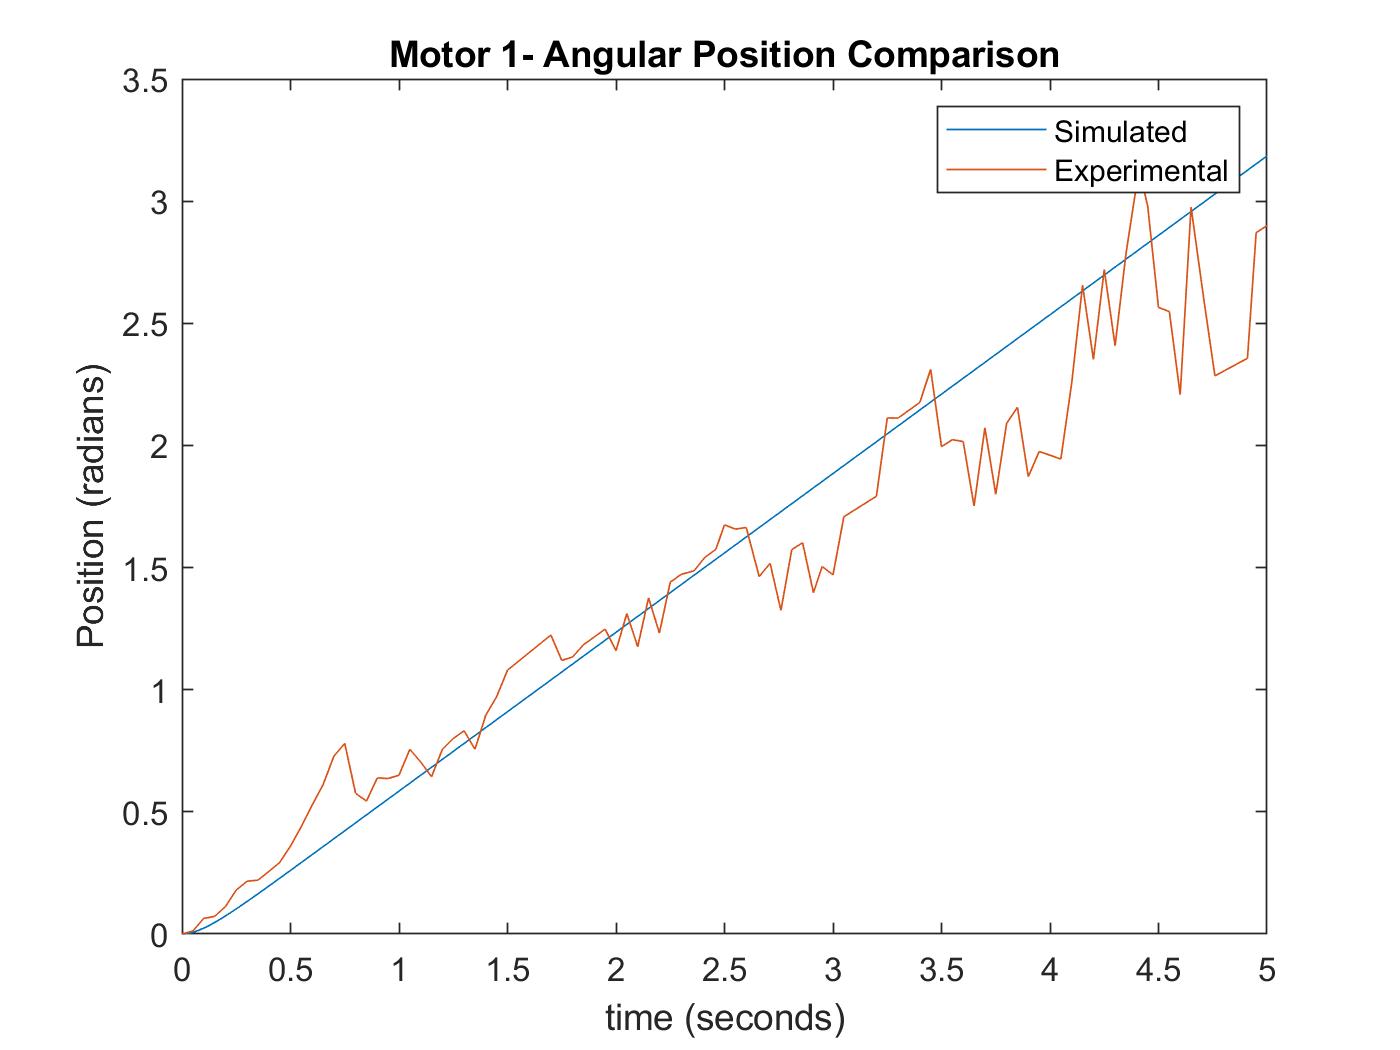 Motor 1- Angular Position Comparison
3.5
3
2.5
2
1.5
1
0.5
0
Position (radians)
Simulated
Experimental
0 0.5 1 1.5 2 2.5 3 3.5 4 4.5 5
time (seconds)